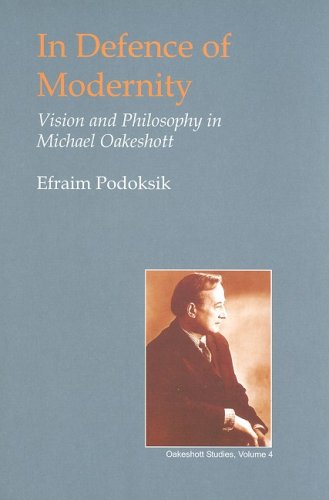 In Defence of
Modernity
Vision and Philosophy in
Michael Oakeshott
Efraim Podoksik
Oakeshott Studies, Volume 4